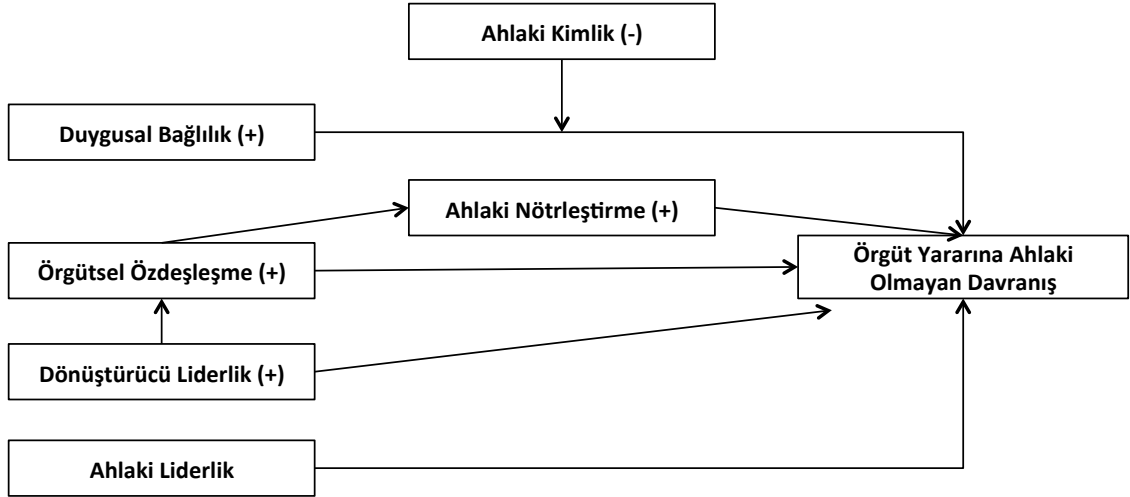 Ahlaki Kimlik (-)
Duygusal Bağlılık (+)
Ahlaki Nötrleştirme (+)
Örgütsel Özdeşleşme (+)
Örgüt Yararına Ahlaki
Olmayan Davranış
Dönüştürücü Liderlik (+)
Ahlaki Liderlik